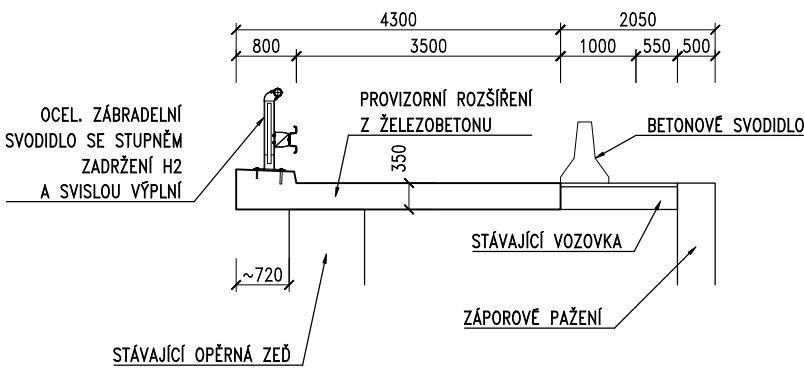 4300
2050
800
3500
1000
550
500
OCEL. ZÁBRADELNÍ
SVODIDLO SE STUPNĚM
ZADRŽENÍ H2
A SVISLOU VÝPLNÍ
PROVIZORNÍ ROZŠÍŘENÍ
Z ŽELEZOBETONU
350
BETONOVÉ SVODIDLO
STÁVAJÍCÍ VOZOVKA
~720
ZÁPOROVÉ PAŽENÍ
STÁVAJÍCÍ OPĚRNÁ ZEĎ